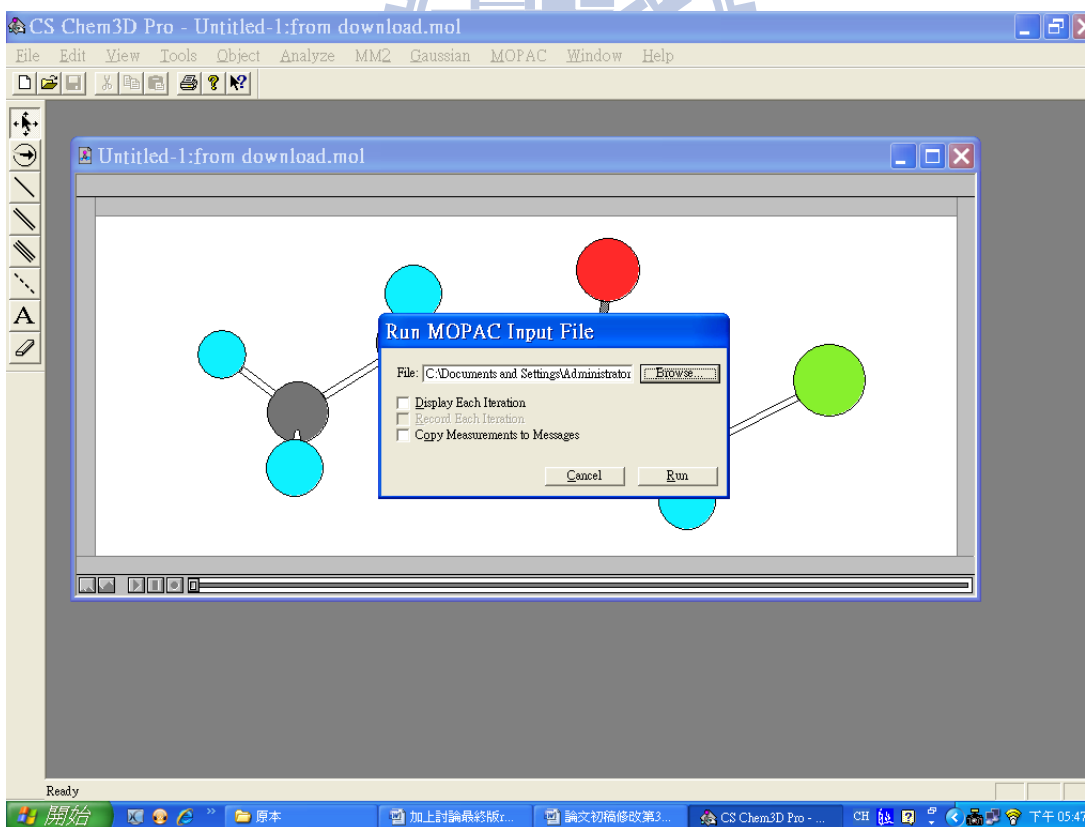 CS Chem3D Pro - Untitled-1:from download.mol
File Edit View Tools Object Analyze MM2 Gaussian MOPAC Window Help
Untitled-1:from download.mol
A
Run MOPAC Input File
File: C:\Documents and Settings\Administrator Browse...
Display Each Iteration
Record Each Iteration
Copy Measurements to Messages
Cancel Run
Ready
開始 原本 加上討論最終版r... 論文初稿修改第3... CS Chem3D Pro - ... CH 下午 05:47